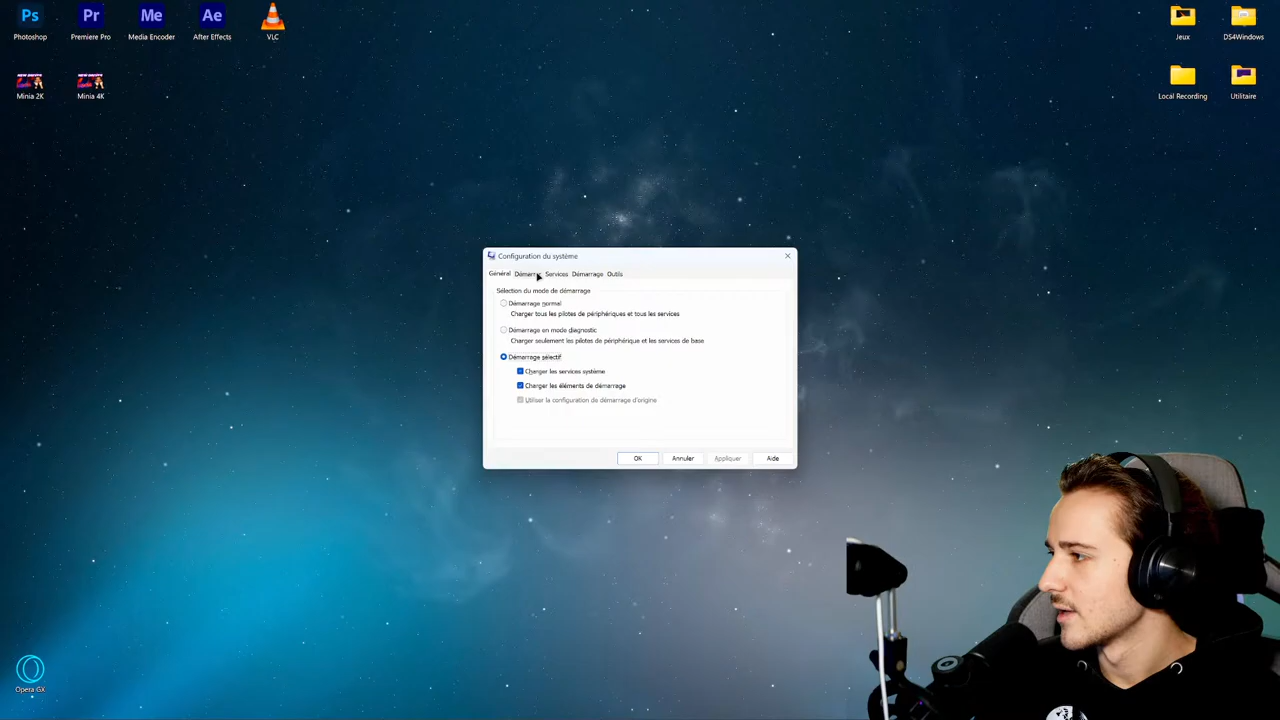 Ps
Pr
Me
Ae
Photoshop
Premiere Pro
Media Encoder
After Effects
VLC
Jeux
DS4Windows
Minia 2K
Minia 4K
Local Recording
Utilitaire
Configuration du système
Général
Services
Démarrage
Outils
Sélection du mode de démarrage
Démarrage normal
Charger tous les pilotes de périphériques et tous les services
Démarrage en mode diagnostic
Charger seulement les pilotes de périphérique et les services de base
Démarrage sélectif
Charger les services système
Charger les éléments de démarrage
Utiliser la configuration de démarrage d'origine
OK
Annuler
Appliquer
Aide
Opera GX